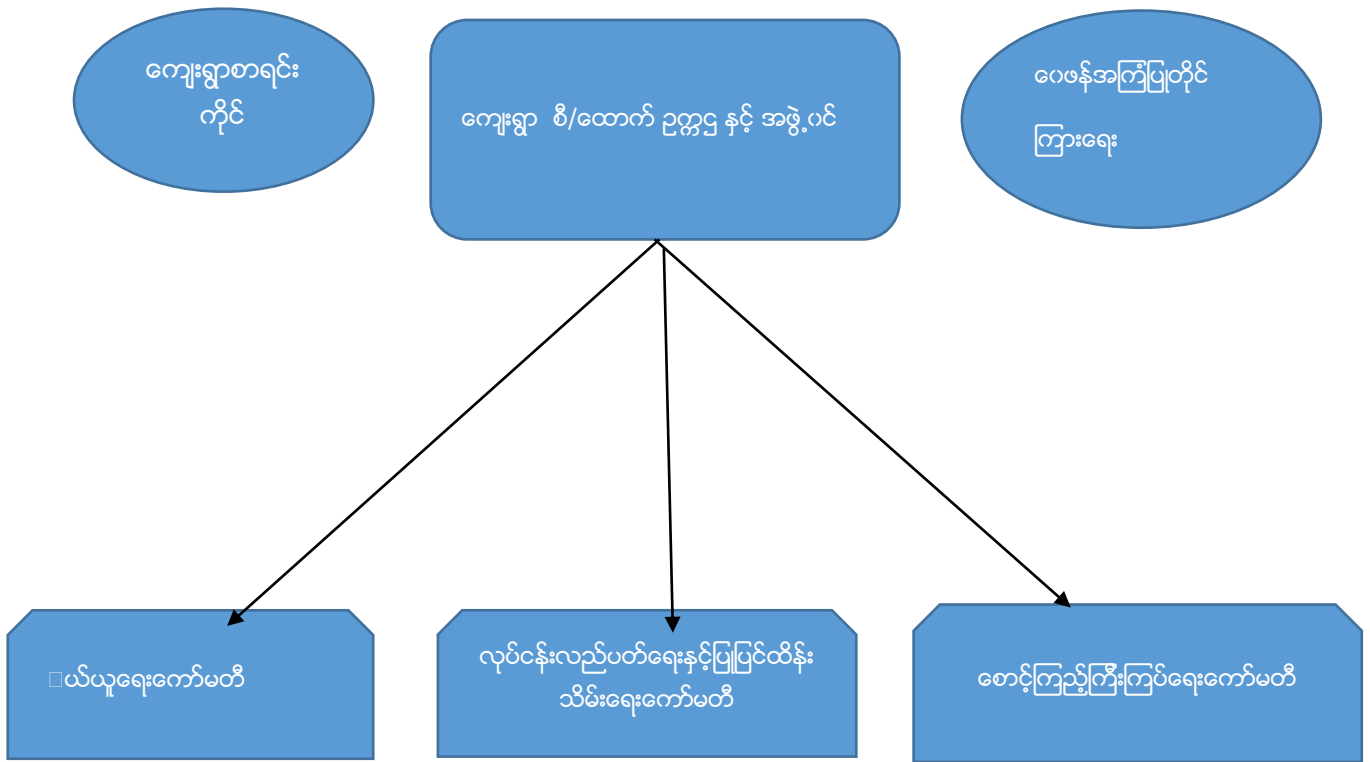 ကျေးရွာစာရင်း
ကိုင်
ကျေးရွာ စီ/ထောက် ဥက္ကဌ နှင့် အဖွဲ့ဝင်
ဝေဖန်အကြံပြုတိုင်
ကြားရေး
□ယ်ယူရေးကော်မတီ
လုပ်ငန်းလည်ပတ်ရေးနှင့်ပြုပြင်ထိန်း
သိမ်းရေးကော်မတီ
စောင့်ကြည့်ကြီးကြပ်ရေးကော်မတီ